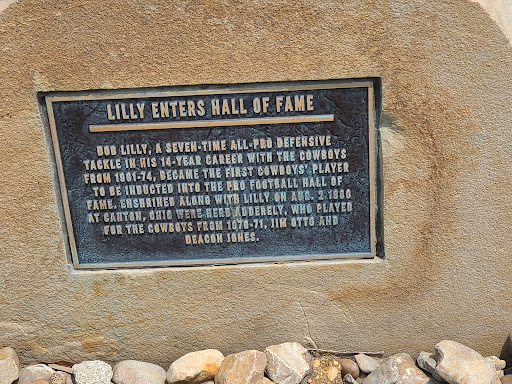 LILLY ENTERS HALL OF FAME
BOB LILLY, A SEVEN-TIME ALL-PRO DEFENSIVE
TACKLE IN HIS 14-YEAR CAREER WITH THE COWBOYS
FROM 1961-74, BECAME THE FIRST COWBOYS' PLAYER
TO BE INDUCTED INTO THE PRO FOOTBALL HALL OF
FAME. ENSHRINED ALONG WITH LILLY ON AUG. 2 1980
AT CANTON, OHIO WERE HERB ADDERELY, WHO PLAYED
FOR THE COWBOYS FROM 1970-71, JIM OTTO AND
DEACON JONES.